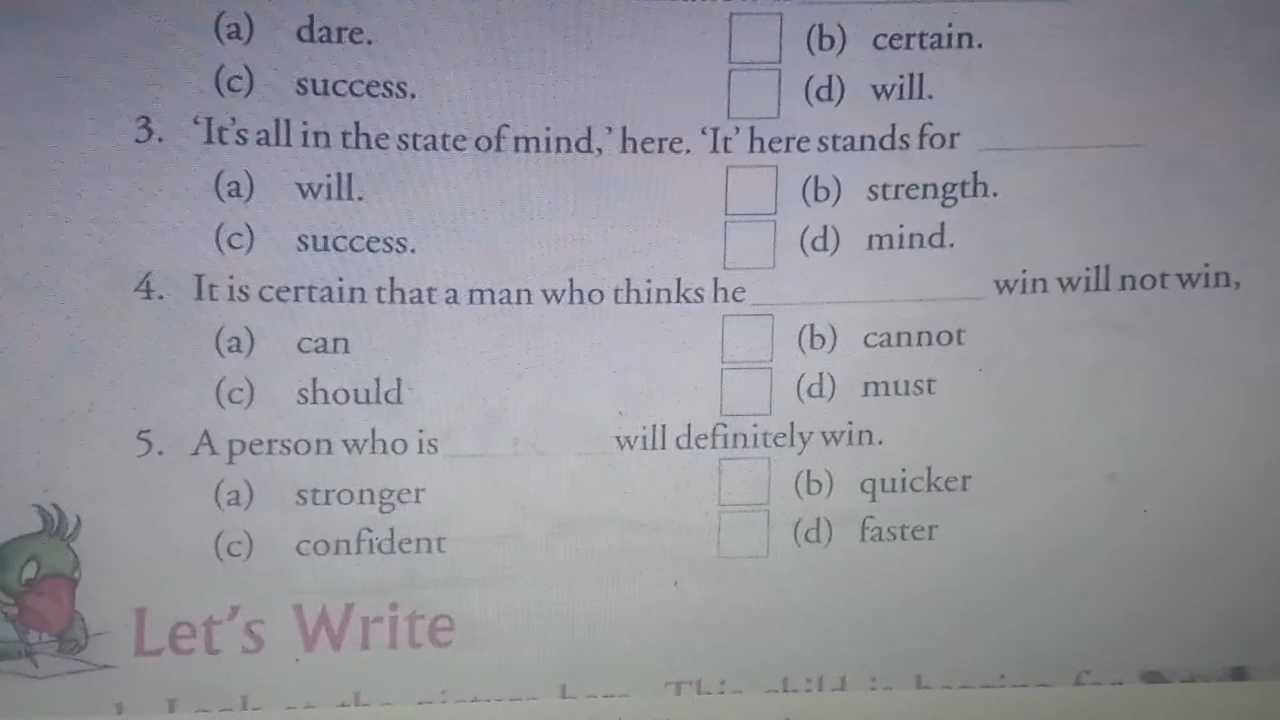 (a) dare. (b) certain.
(c) success. (d) will.
3. 'It's all in the state of mind,' here. 'It' here stands for
(a) will. (b) strength.
(c) success. (d) mind.
4. It is certain that a man who thinks he ____________ win will not win,
(a) can (b) cannot
(c) should (d) must
5. A person who is ____________ will definitely win.
(a) stronger (b) quicker
(c) confident (d) faster
Let's Write